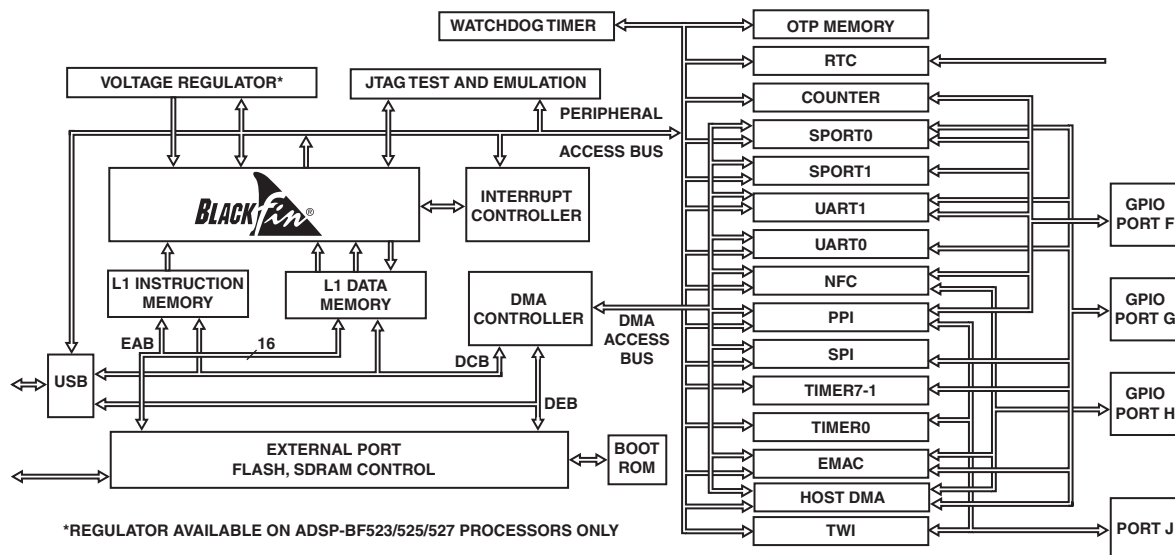 WATCHDOG TIMER
OTP MEMORY
RTC
VOLTAGE REGULATOR*
JTAG TEST AND EMULATION
COUNTER
PERIPHERAL
ACCESS BUS
SPORT0
SPORT1
BLACKfin®
INTERRUPT
CONTROLLER
UART1
GPIO
PORT F
UART0
L1 INSTRUCTION
MEMORY
L1 DATA
MEMORY
DMA
CONTROLLER
NFC
GPIO
PORT G
PPI
DMA
ACCESS
BUS
EAB
16
DCB
SPI
USB
TIMER7-1
GPIO
PORT H
DEB
TIMER0
EXTERNAL PORT
FLASH, SDRAM CONTROL
BOOT
ROM
EMAC
HOST DMA
*REGULATOR AVAILABLE ON ADSP-BF523/525/527 PROCESSORS ONLY
TWI
PORT J